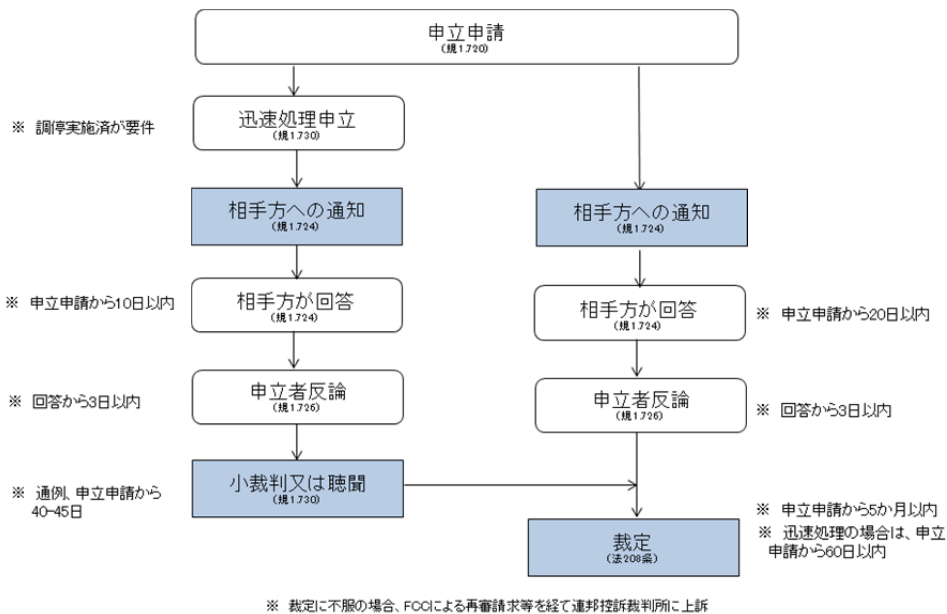 申立申請
(規1.720)
迅速処理申立
(規1.730)
※ 調停実施済が要件
相手方への通知
(規1.724)
相手方への通知
(規1.724)
相手方が回答
(規1.724)
※ 申立申請から10日以内
相手方が回答
(規1.724)
※ 申立申請から20日以内
申立者反論
(規1.726)
※ 回答から3日以内
申立者反論
(規1.726)
※ 回答から3日以内
小裁判又は聴聞
(規1.730)
※ 通例、申立申請から
40-45日
裁定
(法208条)
※ 申立申請から5か月以内
※ 迅速処理の場合は、申立
申請から60日以内
※ 裁定に不服の場合、FCCによる再審請求等を経て連邦控訴裁判所に上訴